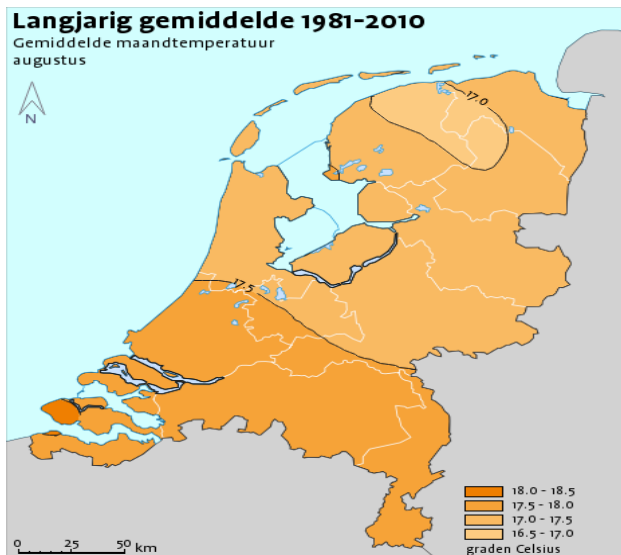 Langjarig gemiddelde 1981-2010
Gemiddelde maandtemperatuur
augustus
N
17.0
17.5
18.0 - 18.5
17.5 - 18.0
17.0 - 17.5
16.5 - 17.0
graden Celsius
0 25 50 km